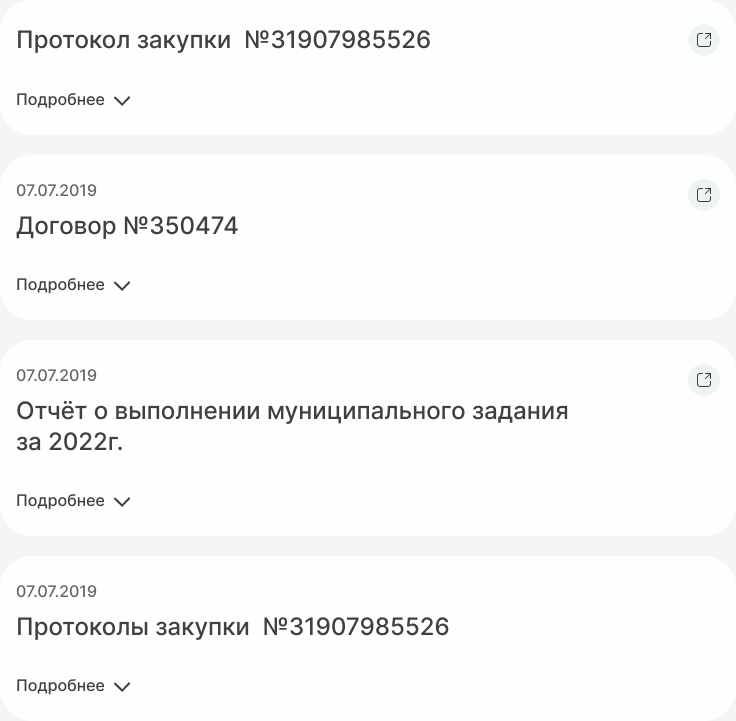 Протокол закупки №31907985526
Подробнее
07.07.2019
Договор №350474
Подробнее
07.07.2019
Отчёт о выполнении муниципального задания
за 2022г.
Подробнее
07.07.2019
Протоколы закупки №31907985526
Подробнее